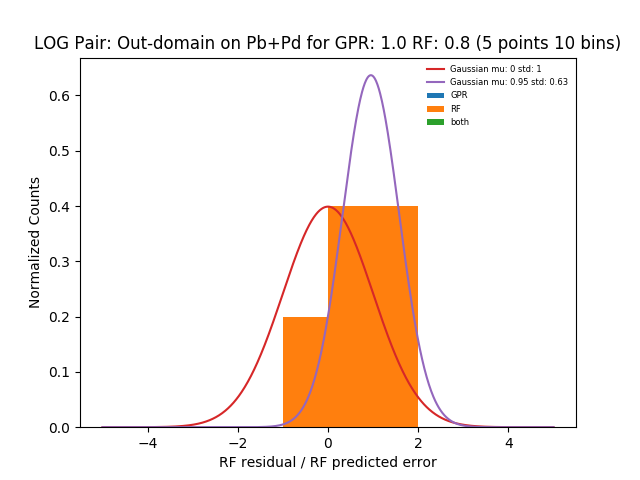 LOG Pair: Out-domain on Pb+Pd for GPR: 1.0 RF: 0.8 (5 points 10 bins)
Gaussian mu: 0 std: 1
Gaussian mu: 0.95 std: 0.63
GPR
RF
both
Normalized Counts
0.6
0.5
0.4
0.3
0.2
0.1
0.0
−4 −2 0 2 4
RF residual / RF predicted error